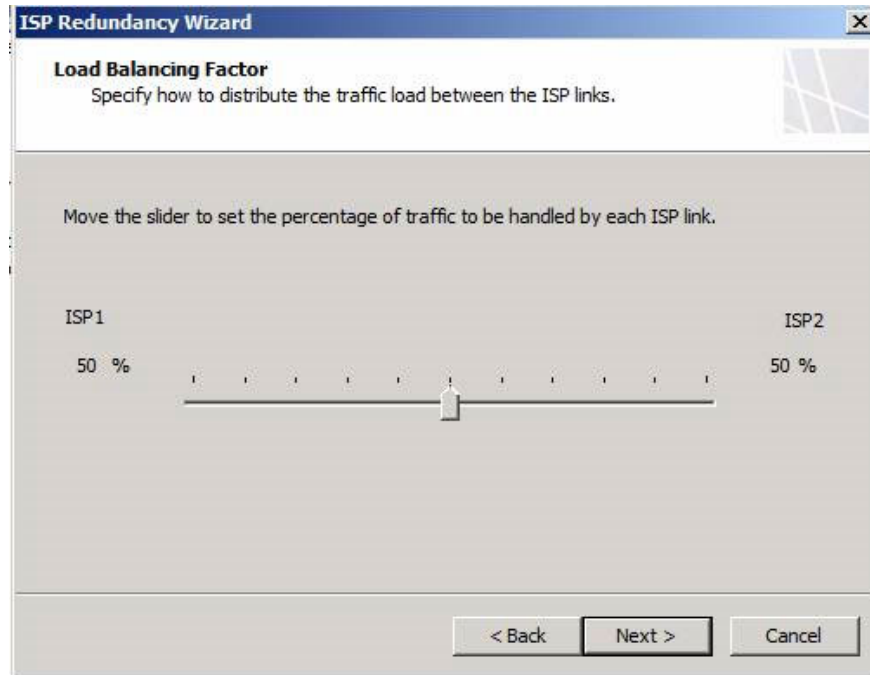 ISP Redundancy Wizard
Load Balancing Factor
Specify how to distribute the traffic load between the ISP links.
Move the slider to set the percentage of traffic to be handled by each ISP link.
ISP1 ISP2
50 % 50 %
< Back Next > Cancel